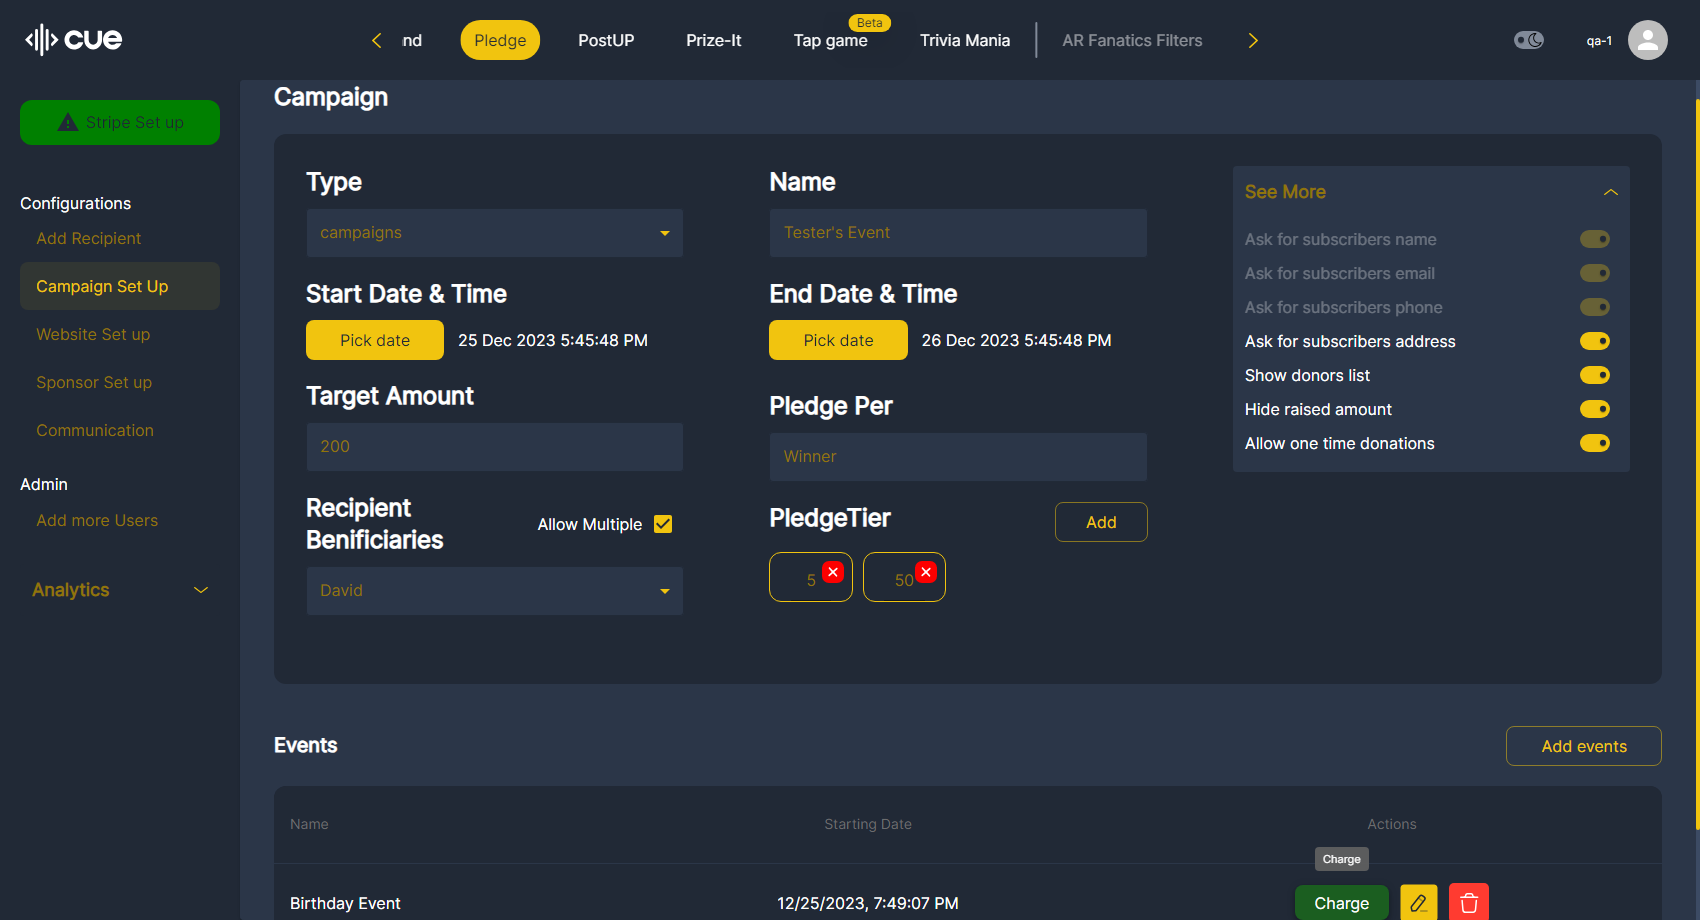 cue
nd
Pledge
PostUP
Prize-It
Beta
Tap game
Trivia Mania
AR Fanatics Filters
qa-1
Stripe Set up
Configurations
Add Recipient
Campaign Set Up
Website Set up
Sponsor Set up
Communication
Admin
Add more Users
Analytics
Campaign
Type
campaigns
Name
Tester's Event
Start Date & Time
Pick date
25 Dec 2023 5:45:48 PM
End Date & Time
Pick date
26 Dec 2023 5:45:48 PM
Target Amount
200
Pledge Per
Winner
Recipient
Benificiaries
Allow Multiple
David
PledgeTier
Add
5
50
See More
Ask for subscribers name
Ask for subscribers email
Ask for subscribers phone
Ask for subscribers address
Show donors list
Hide raised amount
Allow one time donations
Events
Add events
Name
Starting Date
Actions
Charge
Birthday Event
12/25/2023, 7:49:07 PM
Charge